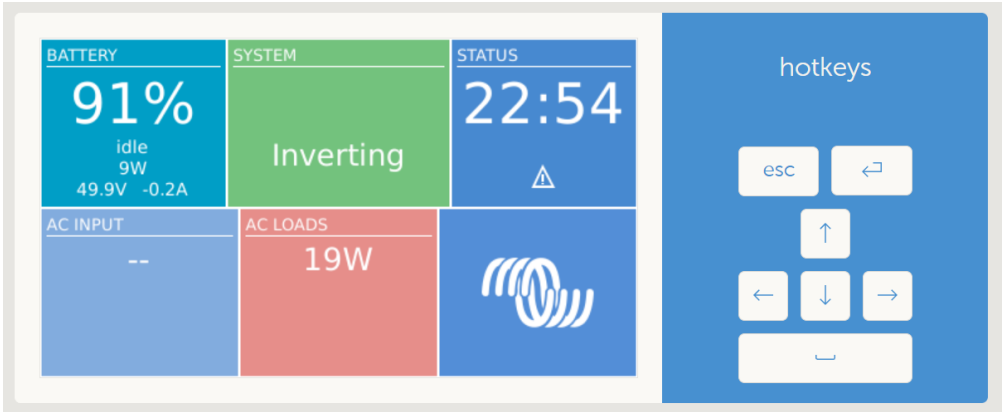 BATTERY
91%
idle
9W
49.9V -0.2A
SYSTEM
Inverting
STATUS
22:54
AC INPUT
--
AC LOADS
19W
hotkeys
esc